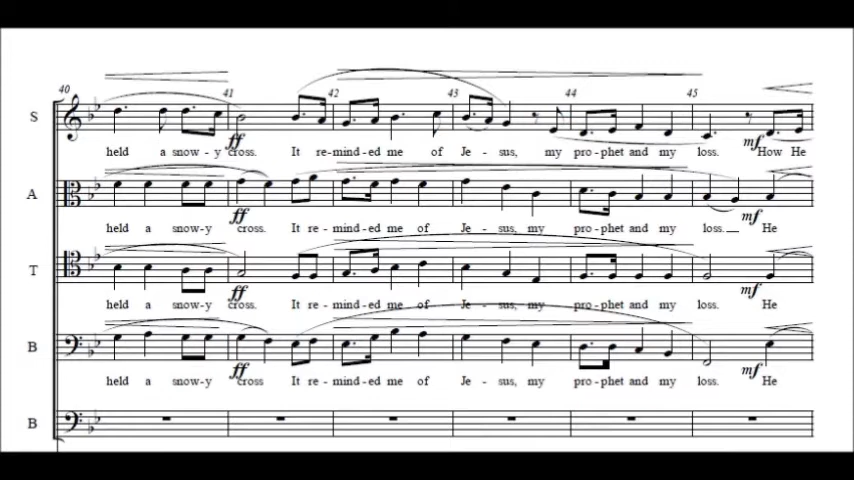 40 41 42 43 44 45
S
ff mf
held a snow-y cross. It re-mind-ed me of Je-sus, my pro-phet and my loss. How He
A
ff mf
held a snow-y cross. It re-mind-ed me of Je-sus, my pro-phet and my loss. He
T
ff mf
held a snow-y cross. It re-mind-ed me of Je-sus, my pro-phet and my loss. He
B
ff mf
held a snow-y cross It re-mind-ed me of Je-sus, my pro-phet and my loss. He
B